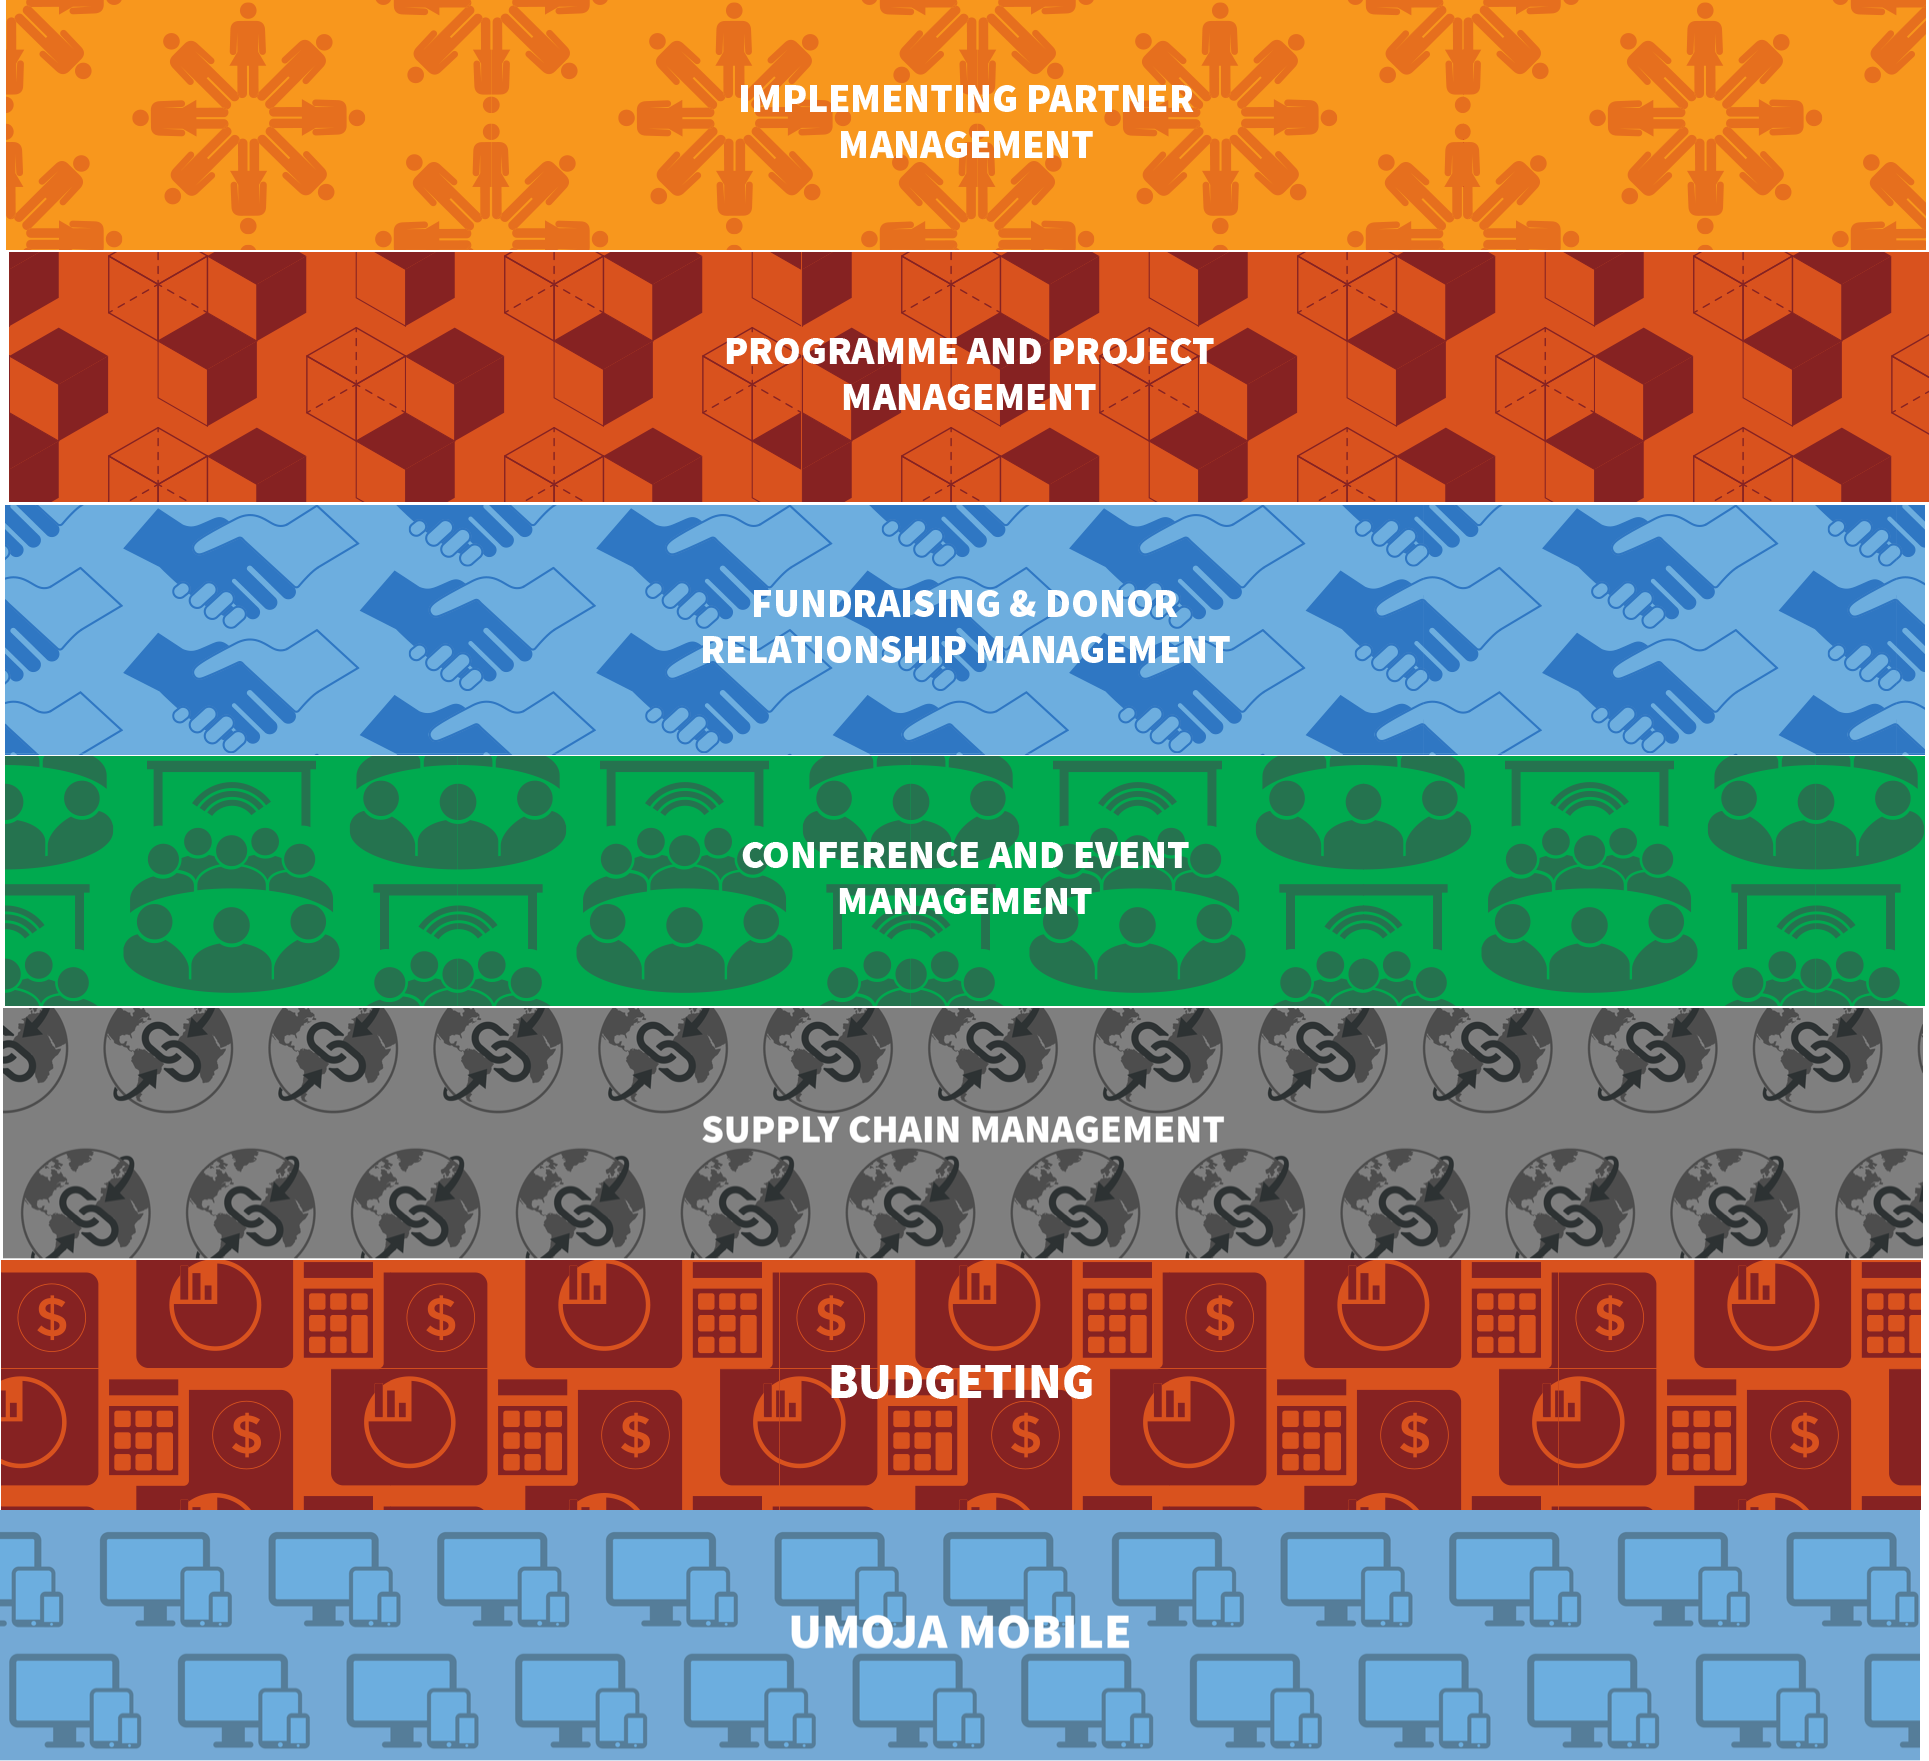 IMPLEMENTING PARTNER
MANAGEMENT
PROGRAMME AND PROJECT
MANAGEMENT
FUNDRAISING & DONOR
RELATIONSHIP MANAGEMENT
CONFERENCE AND EVENT
MANAGEMENT
SUPPLY CHAIN MANAGEMENT
BUDGETING
UMOJA MOBILE